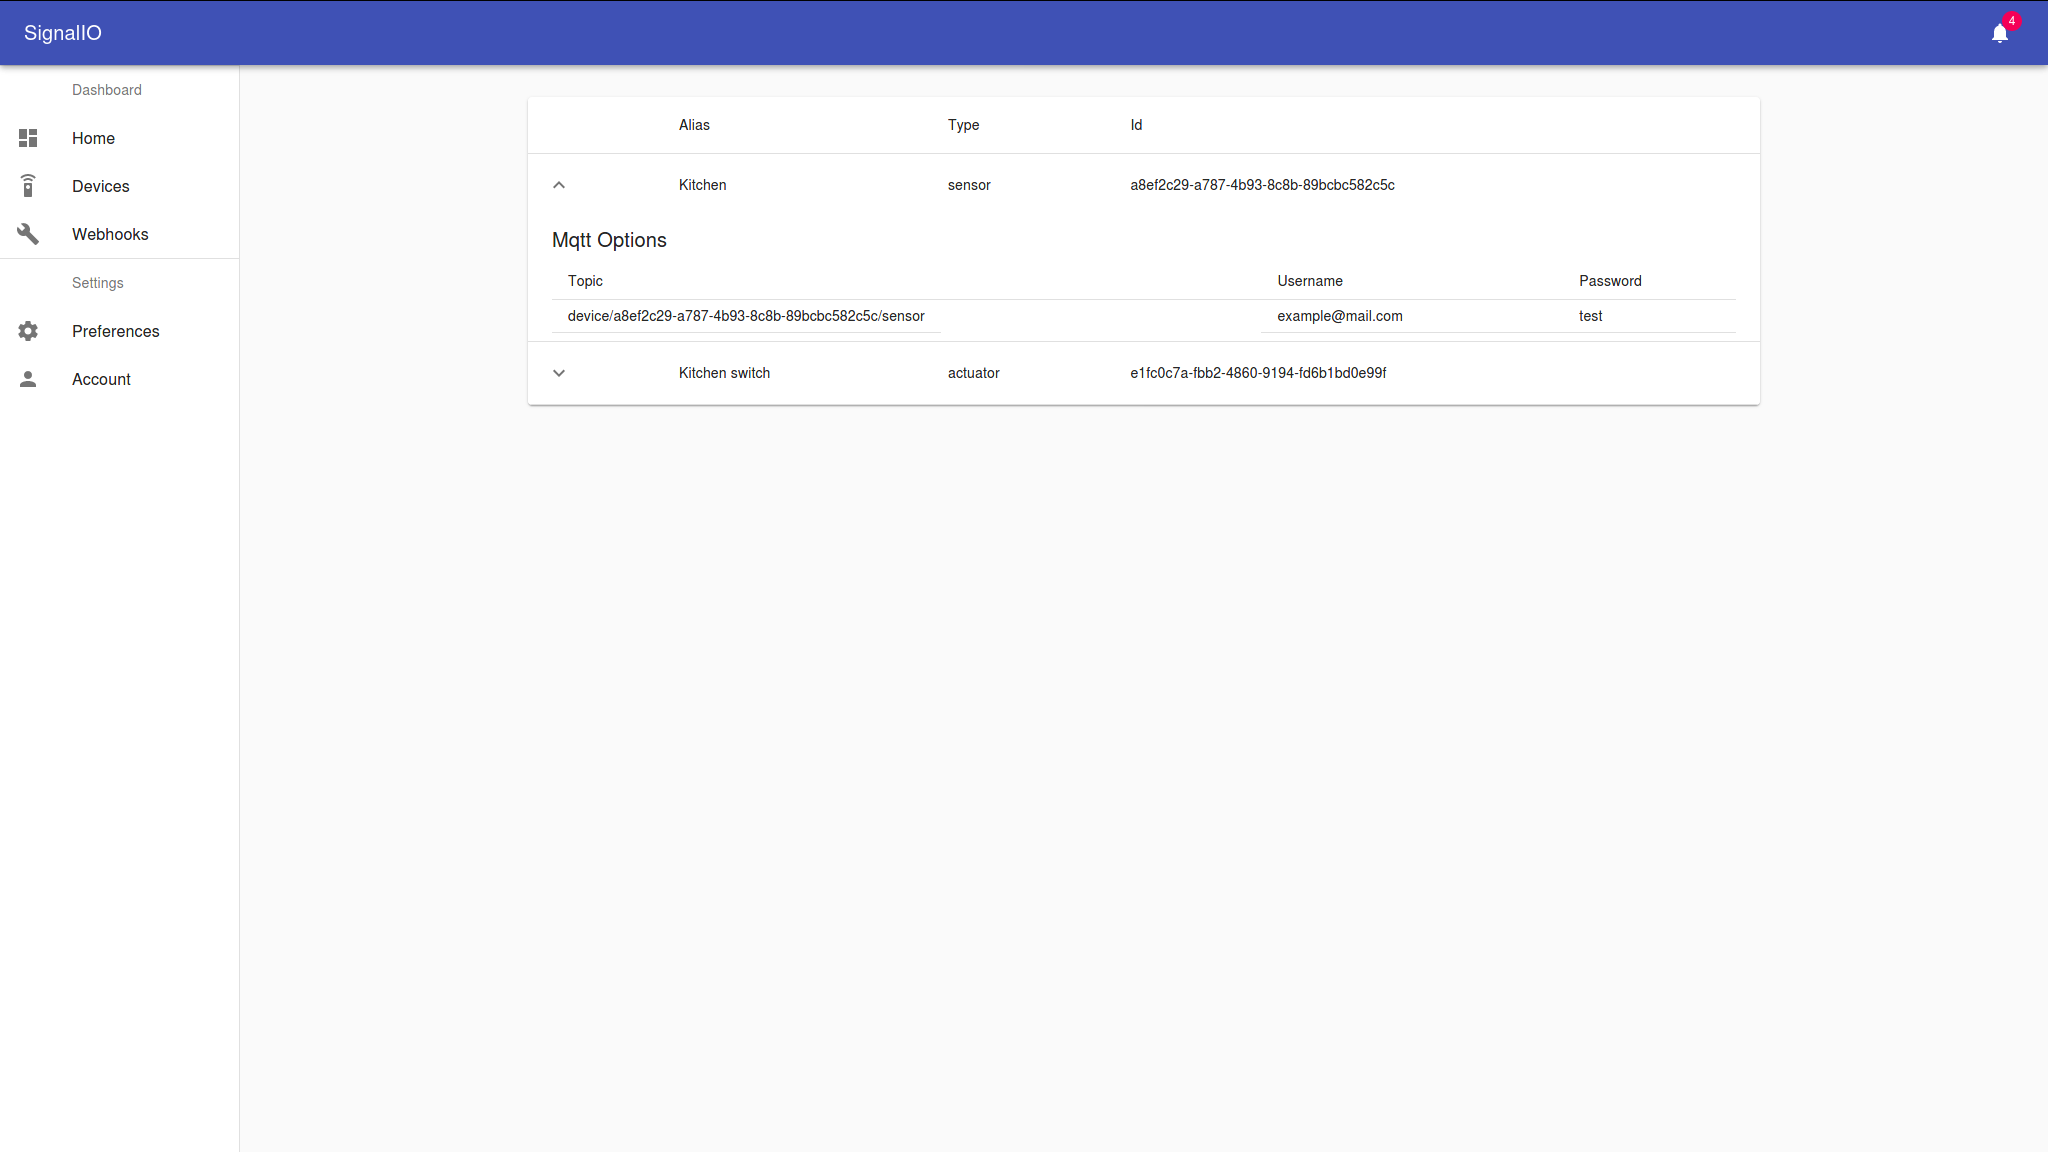 SignalIO
4
Dashboard
Home
Devices
Webhooks
Settings
Preferences
Account
Alias Type Id
Kitchen sensor a8ef2c29-a787-4b93-8c8b-89bcbc582c5c
Mqtt Options
Topic Username Password
device/a8ef2c29-a787-4b93-8c8b-89bcbc582c5c/sensor example@mail.com test
Kitchen switch actuator e1fc0c7a-fbb2-4860-9194-fd6b1bd0e99f